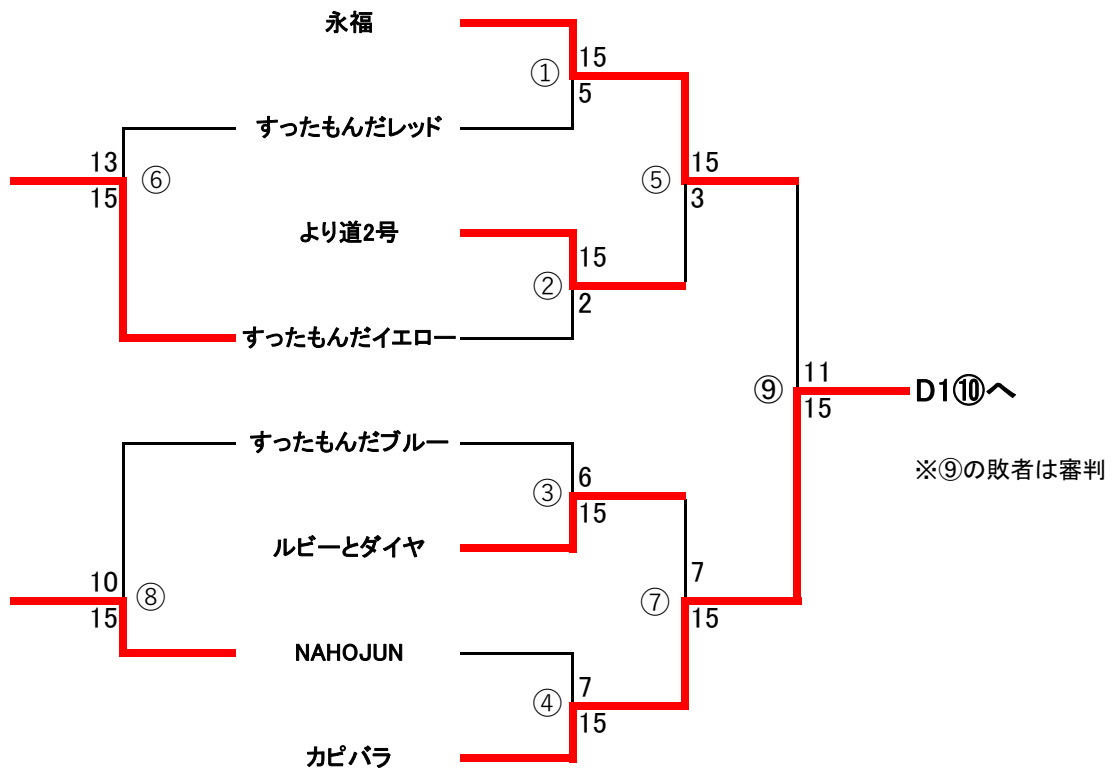 永福
15
①
5
すったもんだレッド
13
⑥
15
15
⑤
3
より道2号
15
②
2
すったもんだイエロー
11
⑨
15
D1⑩へ
すったもんだブルー
※⑨の敗者は審判
6
③
15
ルビーとダイヤ
10
⑧
15
7
⑦
15
NAHOJUN
7
④
15
カピバラ